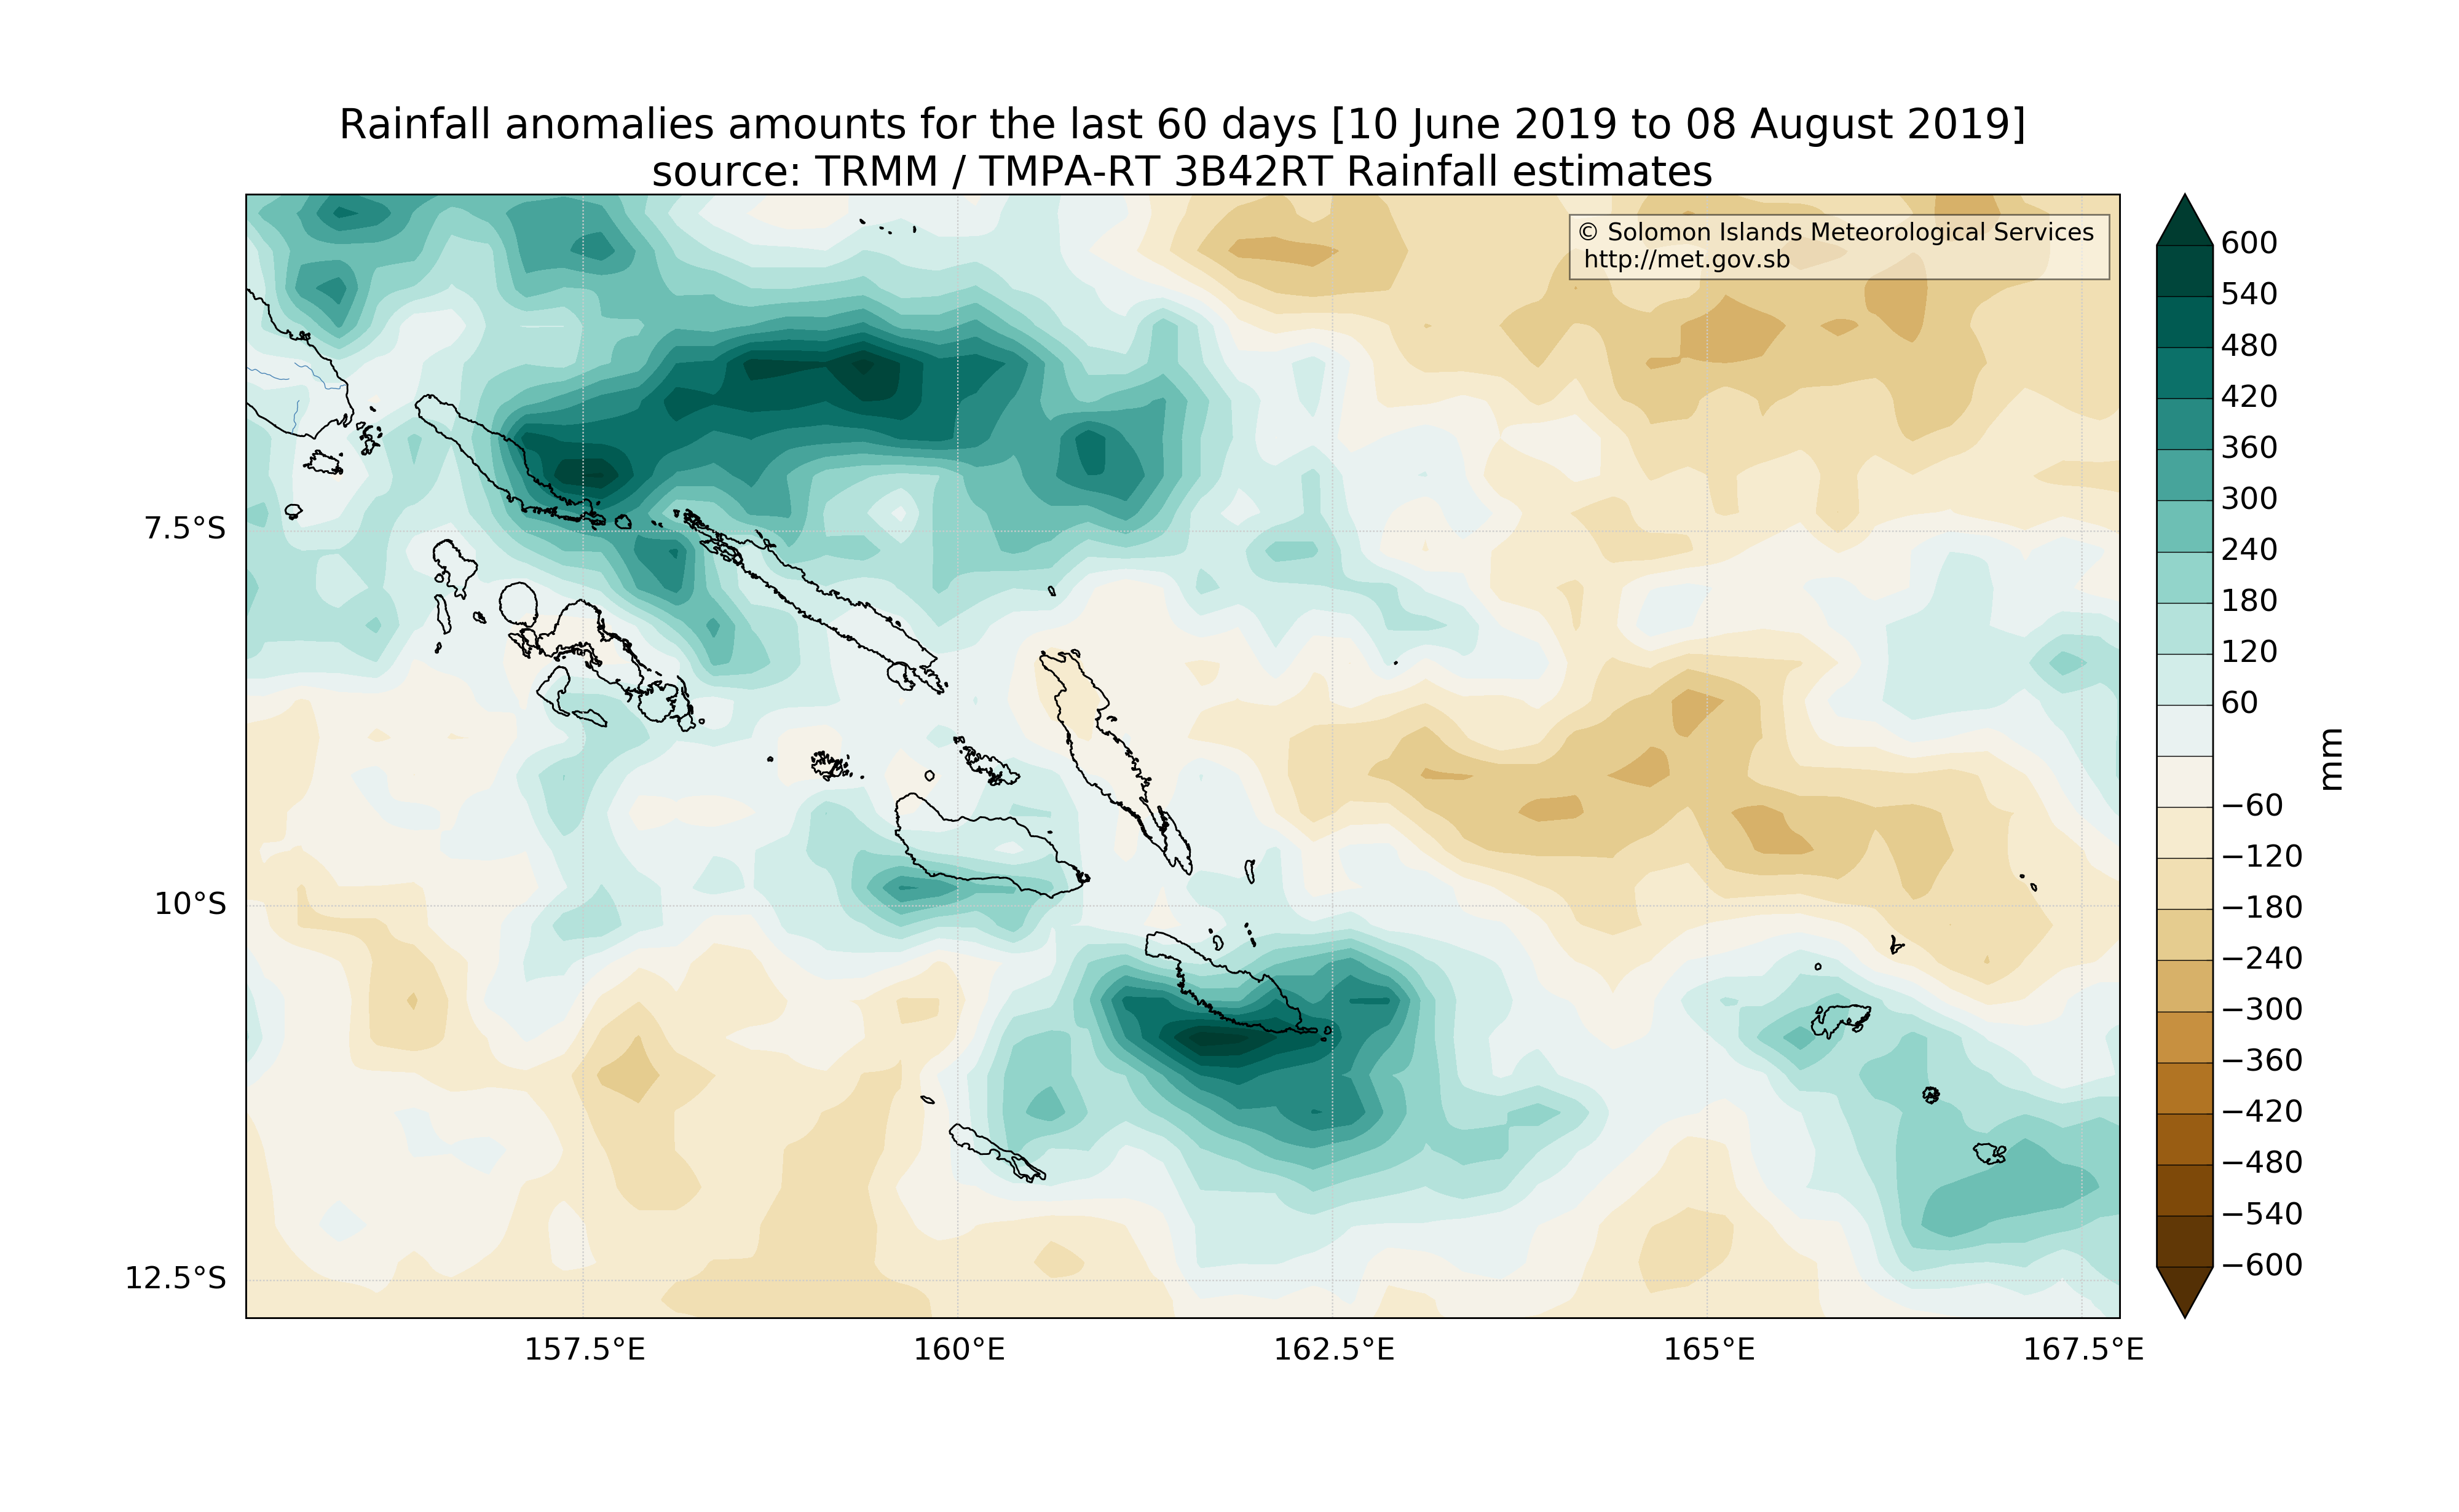 Rainfall anomalies amounts for the last 60 days [10 June 2019 to 08 August 2019]
source: TRMM / TMPA-RT 3B42RT Rainfall estimates
© Solomon Islands Meteorological Services
http://met.gov.sb
7.5°S
10°S
12.5°S
157.5°E
160°E
162.5°E
165°E
167.5°E
600
540
480
420
360
300
240
180
120
60
−60
−120
−180
−240
−300
−360
−420
−480
−540
−600
mm